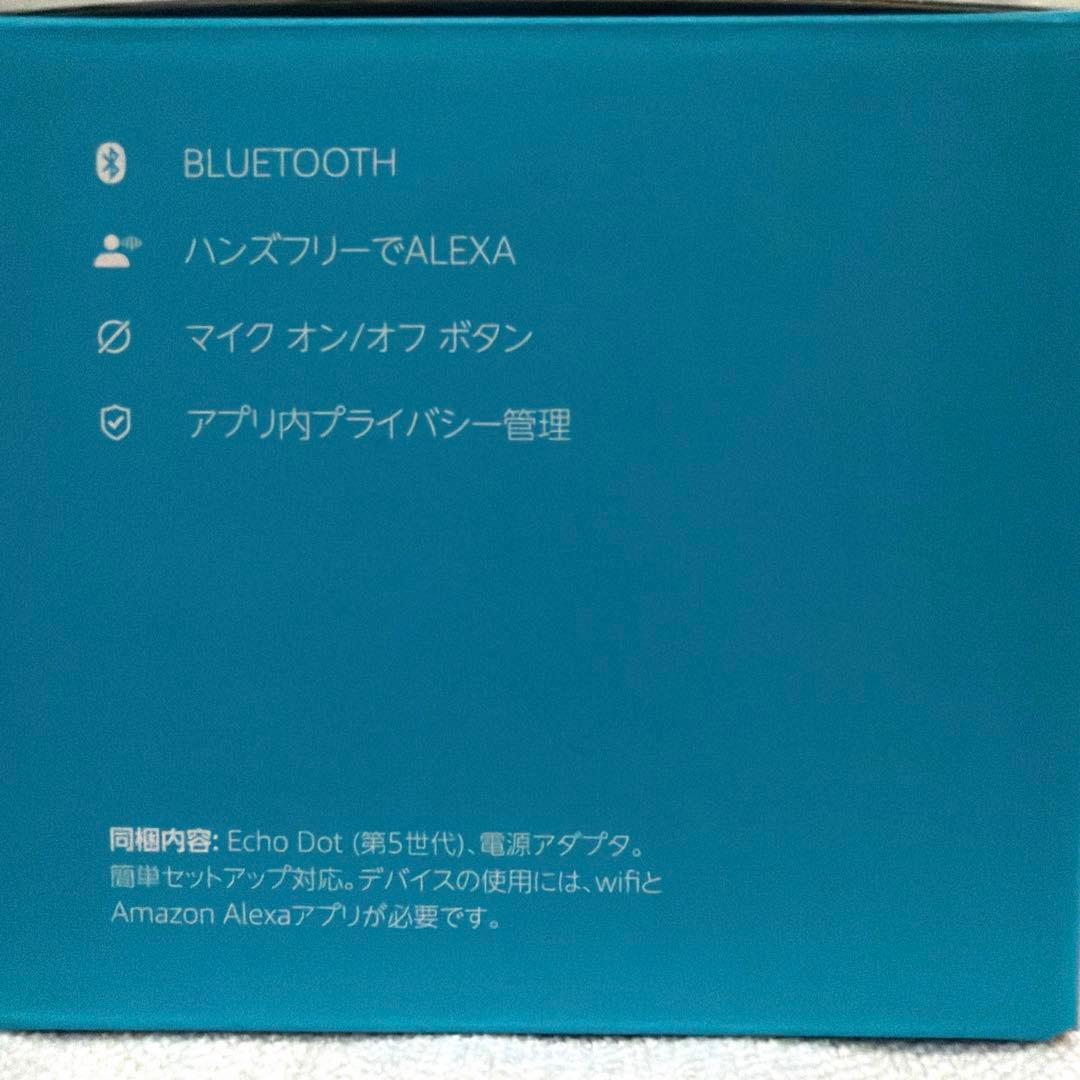 BLUETOOTH
ハンズフリーでALEXA
マイク オン/オフ ボタン
アプリ内プライバシー管理
同梱内容: Echo Dot (第5世代)、電源アダプタ。
簡単セットアップ対応。デバイスの使用には、wifiと
Amazon Alexaアプリが必要です。